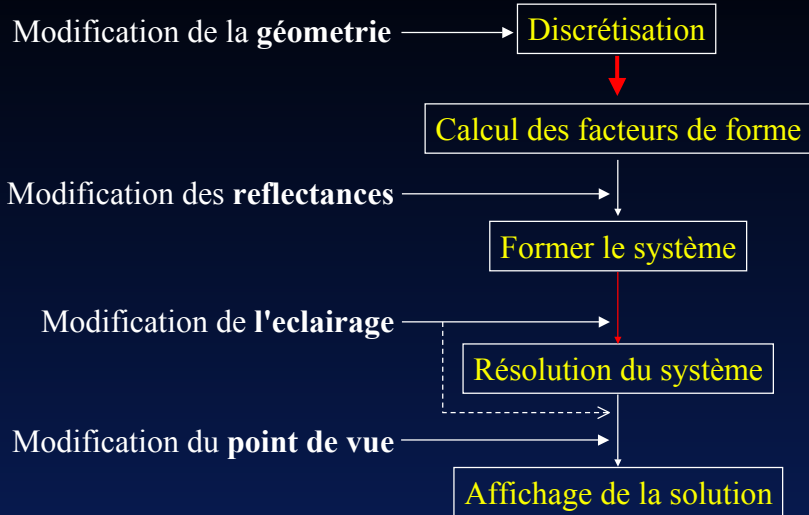 Modification de la géometrie
Discrétisation
Calcul des facteurs de forme
Modification des reflectances
Former le système
Modification de l'eclairage
Résolution du système
Modification du point de vue
Affichage de la solution